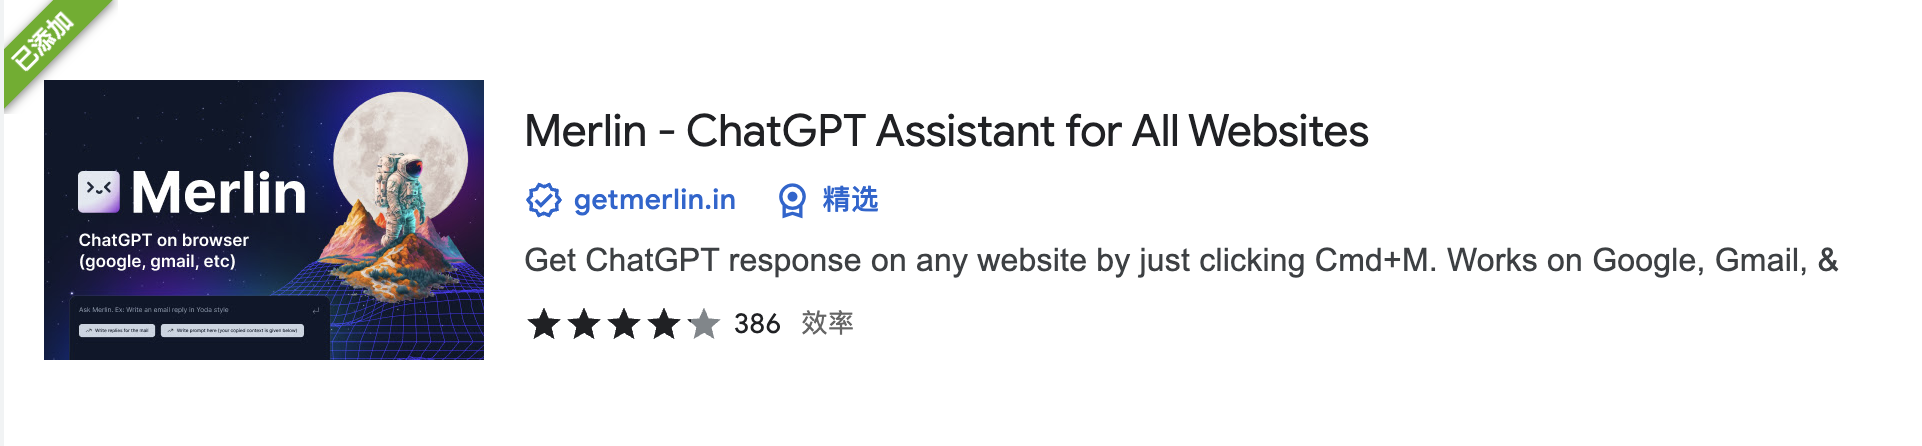 已添加
Merlin
ChatGPT on browser
(google, gmail, etc)
Ask Merlin. Ex: Write an email reply in Yoda style
Write replies for the mail
Write prompt here (your copied context is given below)
Merlin - ChatGPT Assistant for All Websites
getmerlin.in 精选
Get ChatGPT response on any website by just clicking Cmd+M. Works on Google, Gmail, &
386 效率